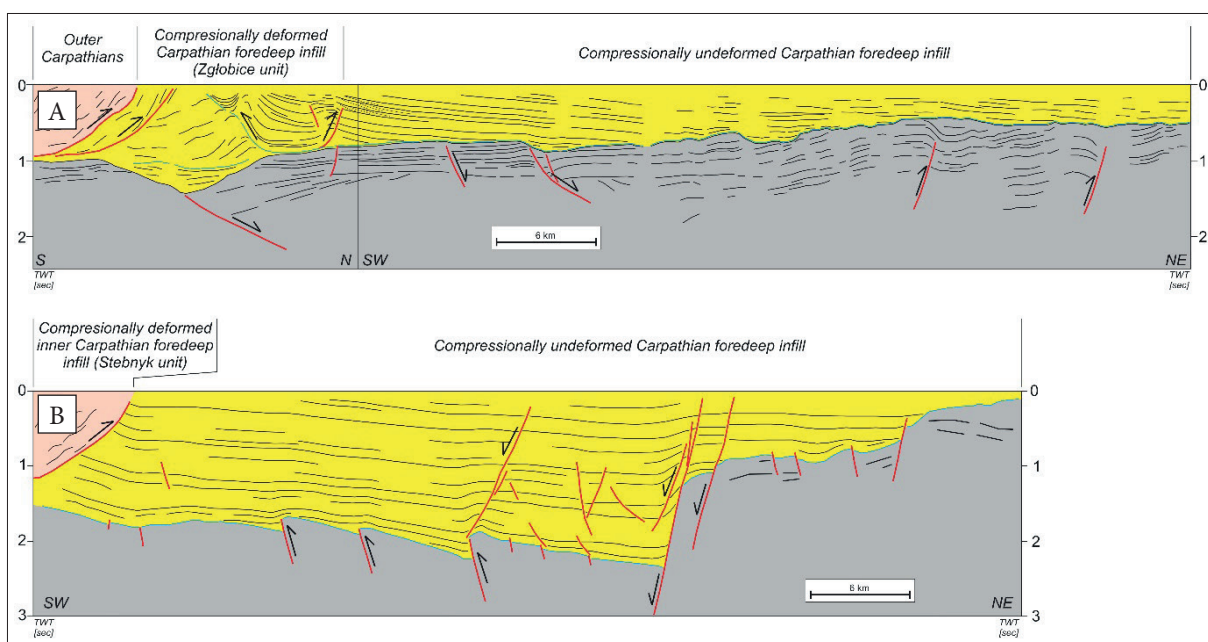 Outer
Carpathians
Compresionally deformed
Carpathian foredeep infill
(Zgłobice unit)
Compressionally undeformed Carpathian foredeep infill
0
0
A
1
1
2
2
6 km
S
N
SW
NE
TWT
[sec]
TWT
[sec]
Compresionally deformed
inner Carpathian foredeep
infill (Stebnyk unit)
Compressionally undeformed Carpathian foredeep infill
0
0
B
1
1
2
2
6 km
SW
NE
3
3
TWT
[sec]
TWT
[sec]